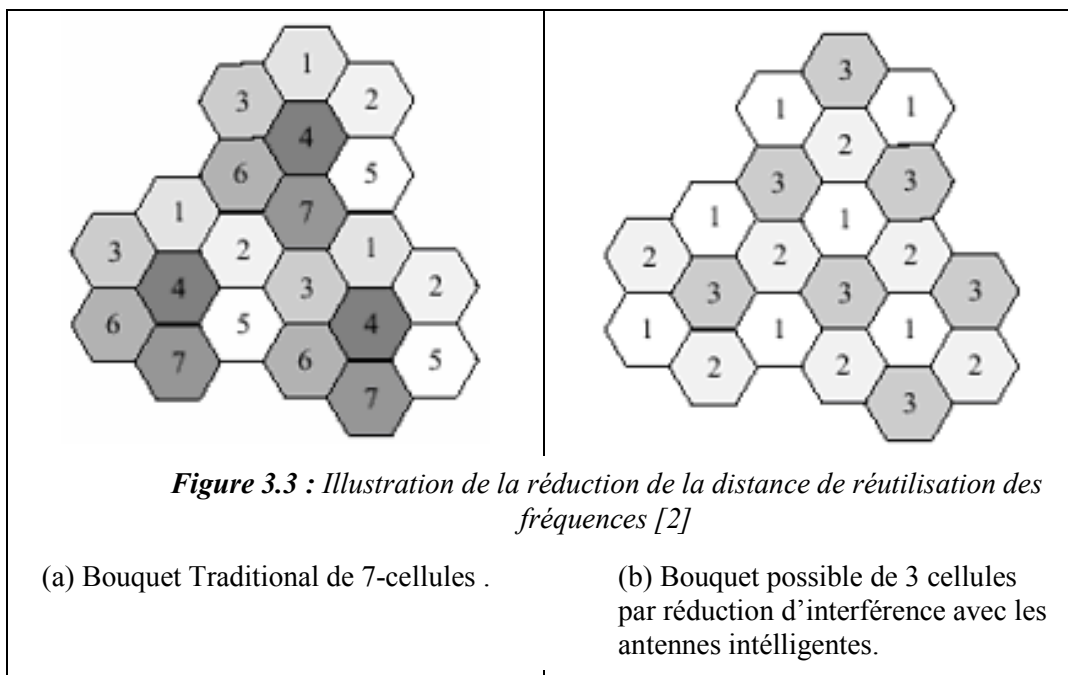 1
3 2
4
6 5
1 7
3 2 1
4 3 2
6 5 4
7 6 5
7
3
1 1
2
3 3
1 1
2 2 2
3 3 3
1 1 1
2 2 2
3
Figure 3.3 : Illustration de la réduction de la distance de réutilisation des
fréquences [2]
(a) Bouquet Traditional de 7-cellules .
(b) Bouquet possible de 3 cellules
par réduction d’interférence avec les
antennes intélligentes.